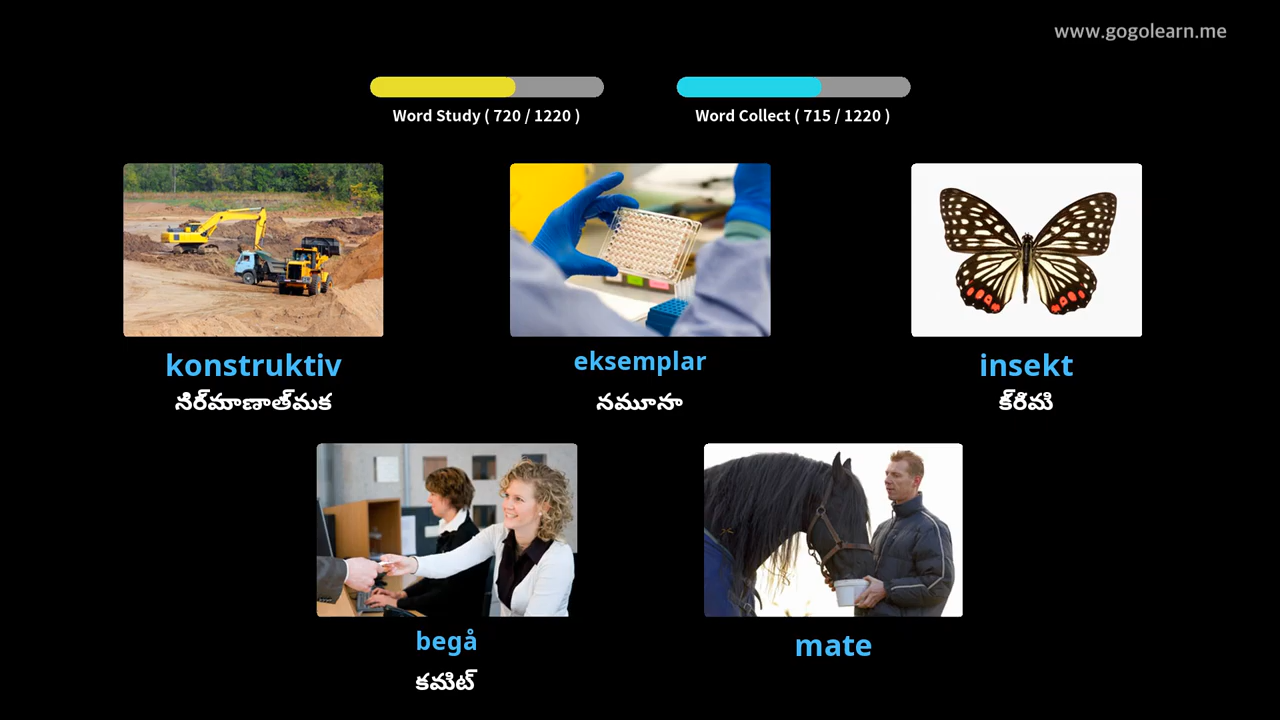 www.gogolearn.me
Word Study ( 720 / 1220 )
Word Collect ( 715 / 1220 )
konstruktiv
నిర్మాణాత్మక
eksemplar
నమూనా
insekt
క్రిమి
begå
కమిట్
mate